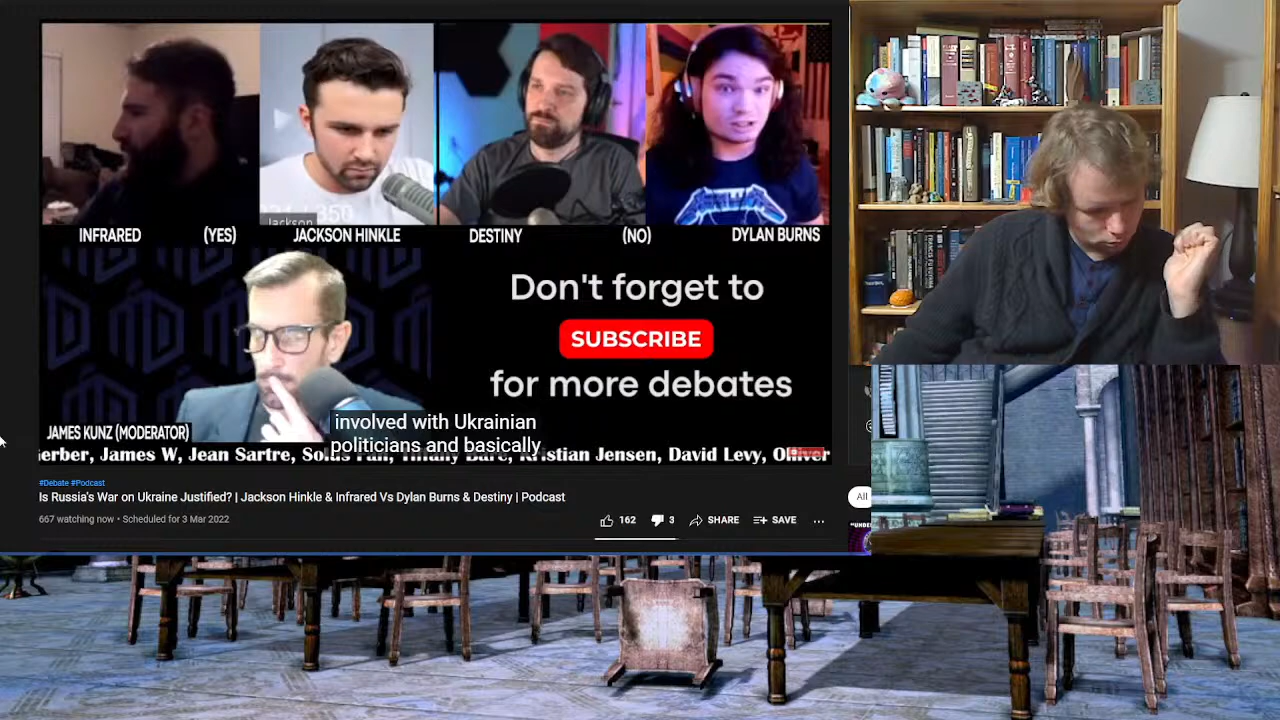 INFRARED (YES) JACKSON HINKLE DESTINY (NO) DYLAN BURNS
Don't forget to
SUBSCRIBE
for more debates
JAMES KUNZ (MODERATOR)
involved with Ukrainian
politicians and basically
James W, Jean Sartre, Kristian Jensen, David Levy, Oliver
#Debate #Podcast
Is Russia's War on Ukraine Justified? | Jackson Hinkle & Infrared Vs Dylan Burns & Destiny | Podcast
667 watching now • Scheduled for 3 Mar 2022
162 3 SHARE SAVE ...
All